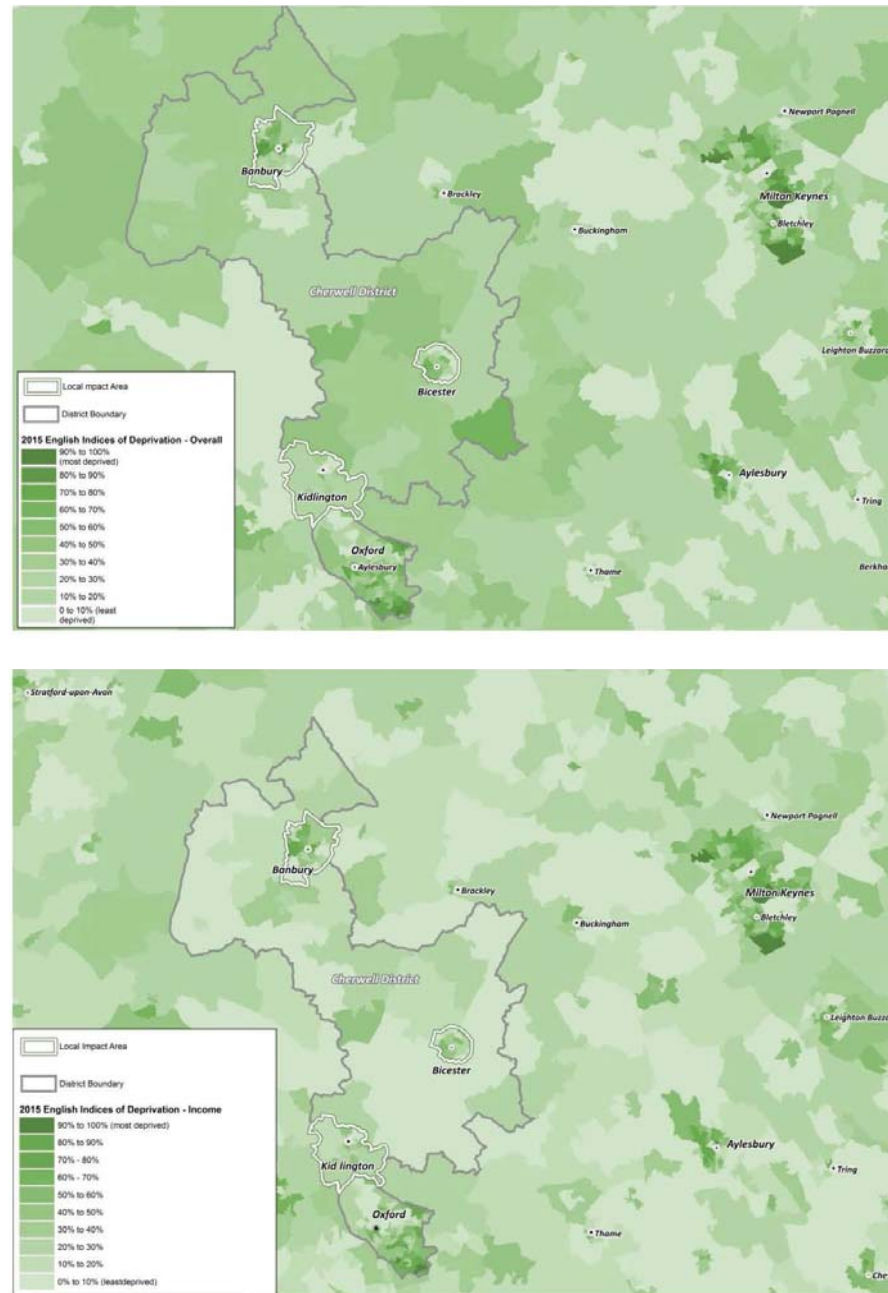 Newport Pagnell
Banbury
Brackley
Milton Keynes
Bletchley
Buckingham
Cherwell District
Leighton Buzzard
Bicester
Local Impact Area
District Boundary
2015 English Indices of Deprivation - Overall
90% to 100%
(most deprived)
80% to 90%
70% to 80%
60% to 70%
50% to 60%
40% to 50%
30% to 40%
20% to 30%
10% to 20%
0 to 10% (least
deprived)
Kidlington
Aylesbury
Tring
Oxford
Aylesbury
Thame
Berkha
Stratford-upon-Avon
Newport Pagnell
Banbury
Brackley
Milton Keynes
Bletchley
Buckingham
Cherwell District
Leighton Buzza
Bicester
Local Impact Area
District Boundary
2015 English Indices of Deprivation - Income
90% to 100% (most deprived)
80% to 90%
70% - 80%
60% - 70%
50% to 60%
40% to 50%
30% to 40%
20% to 30%
10% to 20%
0% to 10% (leastdeprived)
Kid lington
Aylesbury
Tring
Oxford
Thame
Che